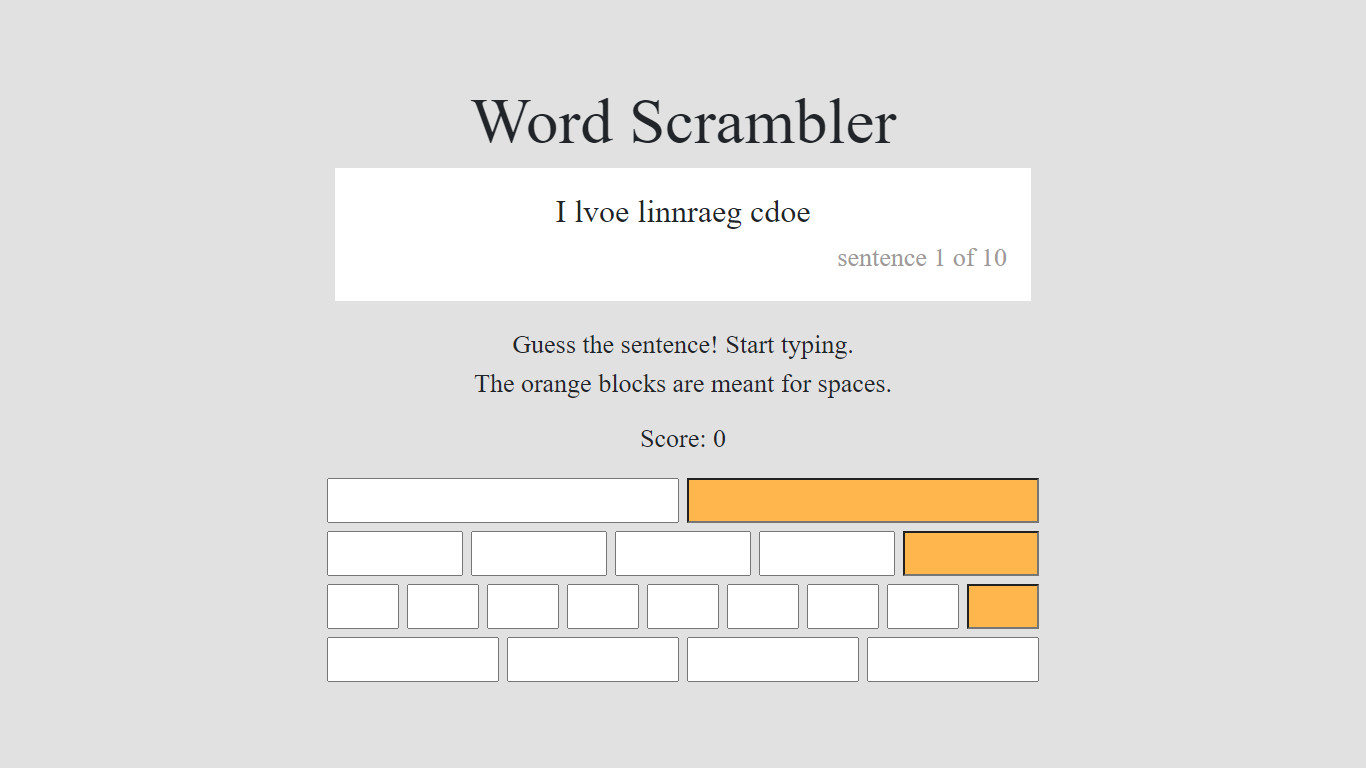 Word Scrambler
I lvoe linnraeg cdoe
sentence 1 of 10
Guess the sentence! Start typing.
The orange blocks are meant for spaces.
Score: 0